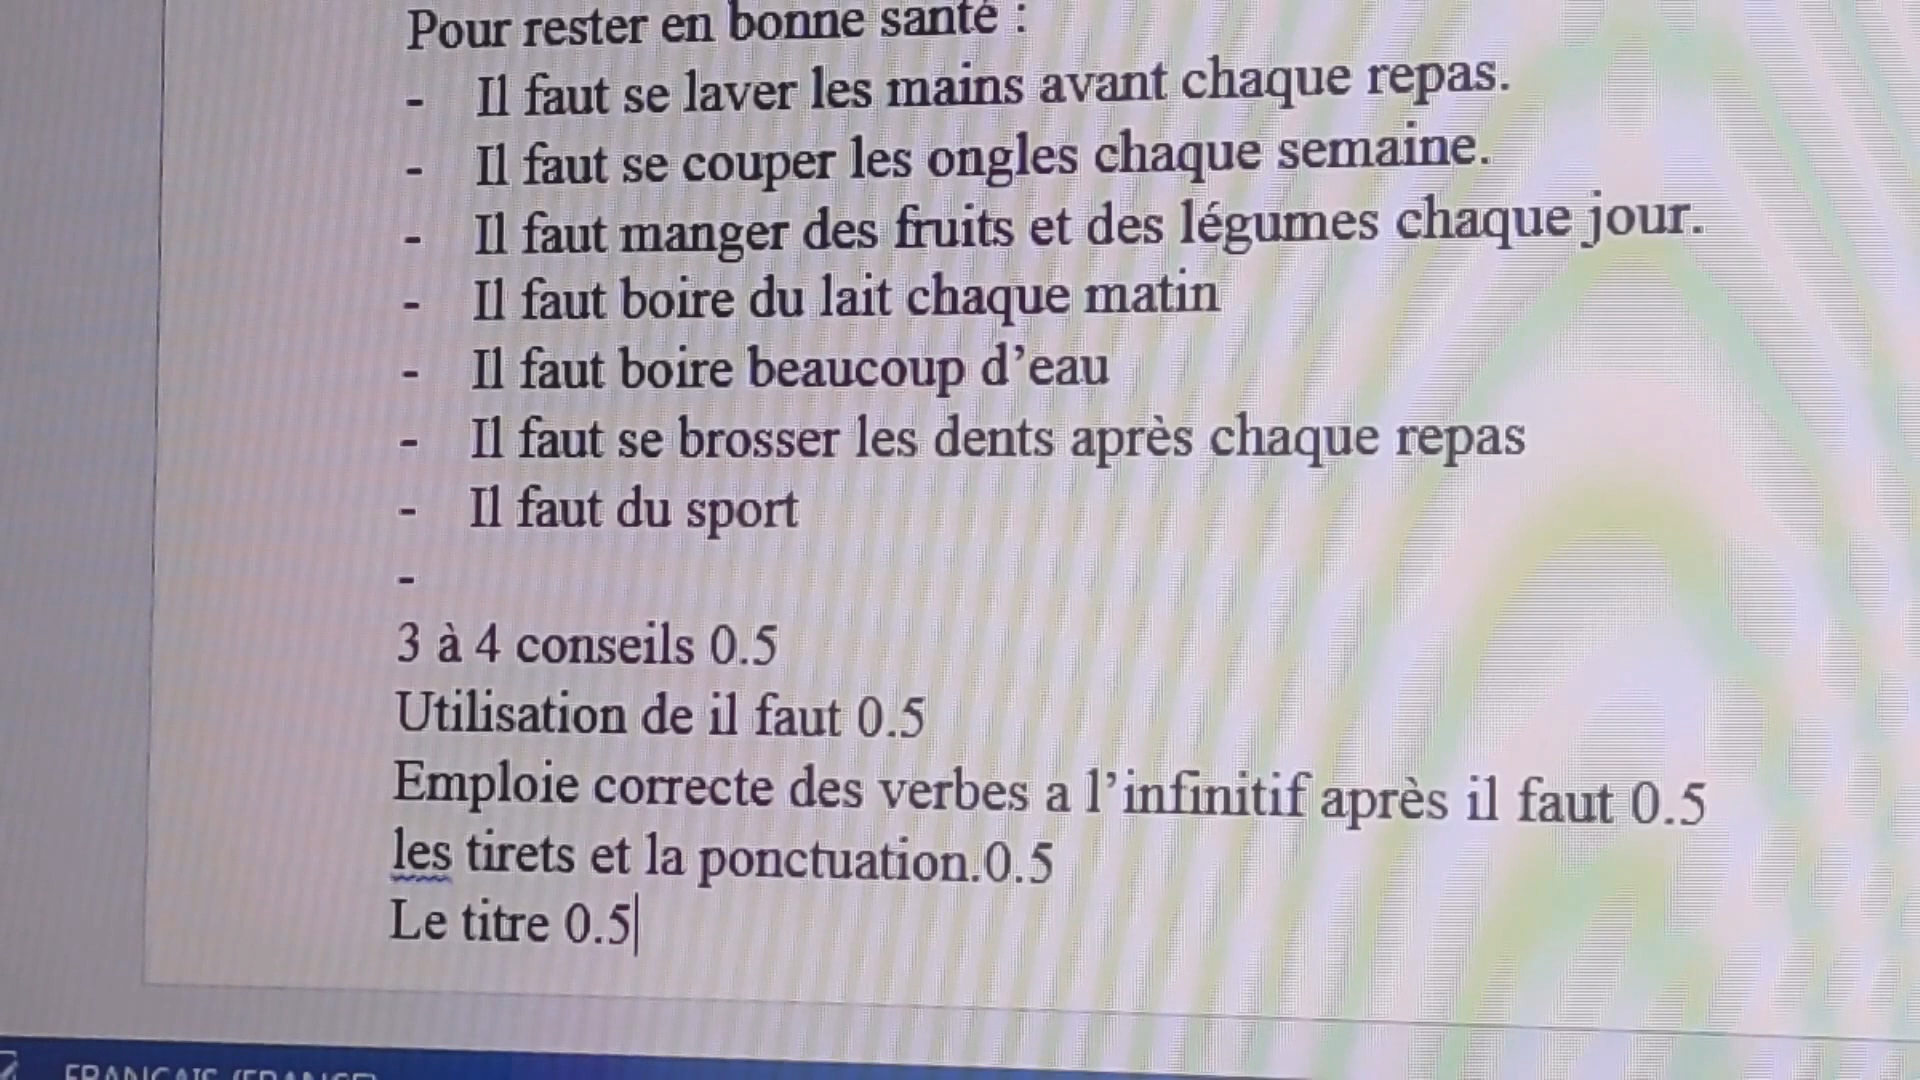 Pour rester en bonne santé :
- Il faut se laver les mains avant chaque repas.
- Il faut se couper les ongles chaque semaine.
- Il faut manger des fruits et des légumes chaque jour.
- Il faut boire du lait chaque matin
- Il faut boire beaucoup d’eau
- Il faut se brosser les dents après chaque repas
- Il faut du sport
-
3 à 4 conseils 0.5
Utilisation de il faut 0.5
Emploie correcte des verbes a l’infinitif après il faut 0.5
les tirets et la ponctuation.0.5
Le titre 0.5
FRANÇAIS (FRANCE)